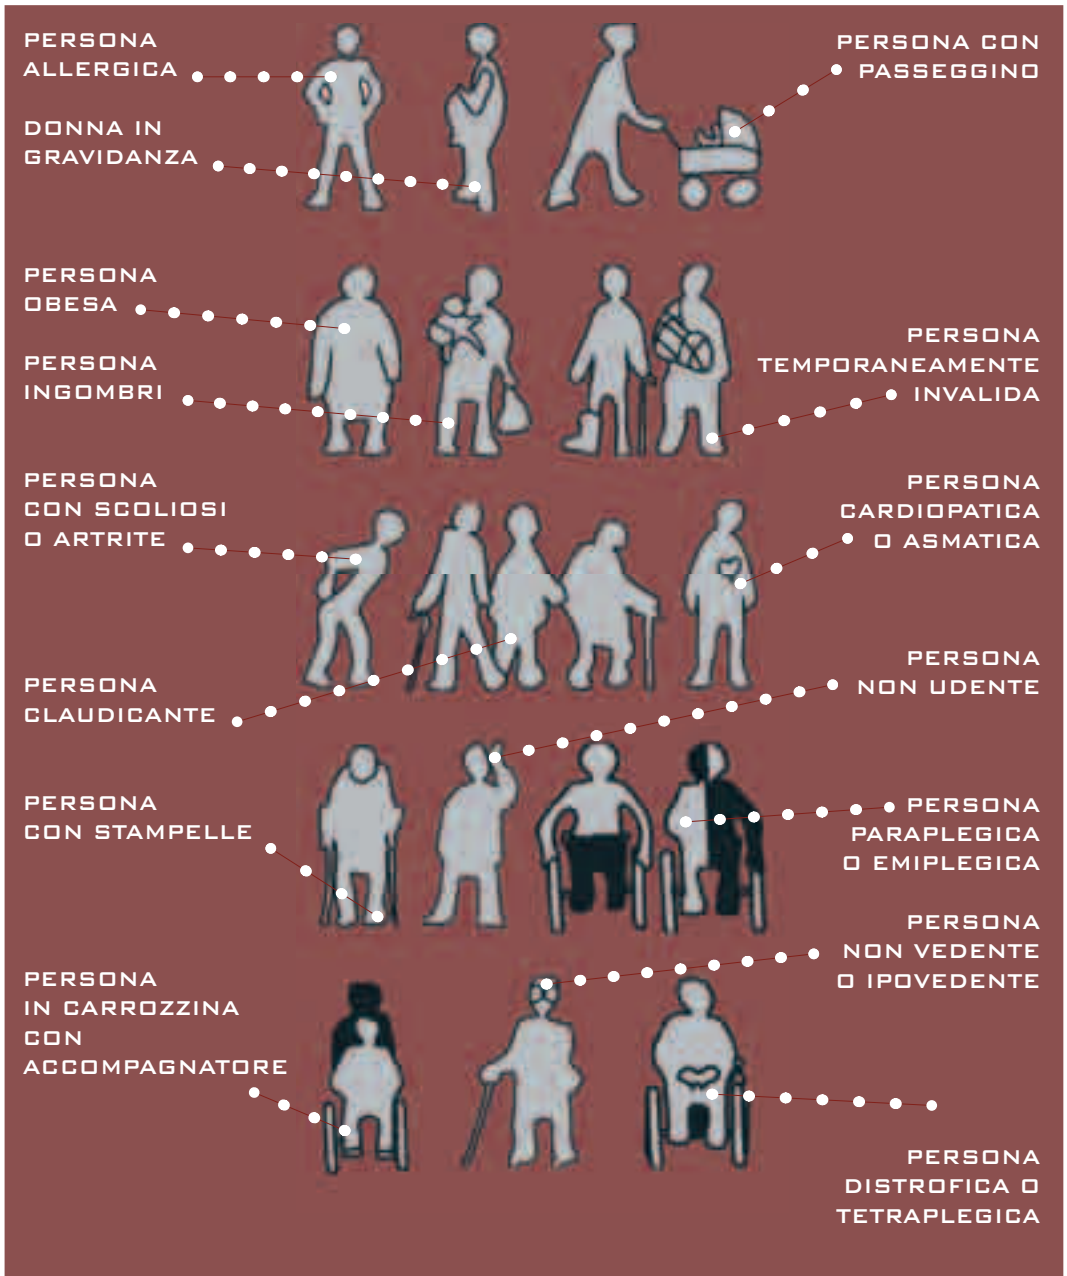 PERSONA
ALLERGICA
PERSONA CON
PASSEGGINO
DONNA IN
GRAVIDANZA
PERSONA
OBESA
PERSONA
INGOMBRI
PERSONA
TEMPORANEAMENTE
INVALIDA
PERSONA
CON SCOLIOSI
O ARTRITE
PERSONA
CARDIOPATICA
O ASMATICA
PERSONA
CLAUDICANTE
PERSONA
NON UDENTE
PERSONA
CON STAMPELLE
PERSONA
PARAPLEGICA
O EMIPLEGICA
PERSONA
NON VEDENTE
O IPOVEDENTE
PERSONA
IN CARROZZINA
CON
ACCOMPAGNATORE
PERSONA
DISTROFICA O
TETRAPLEGICA